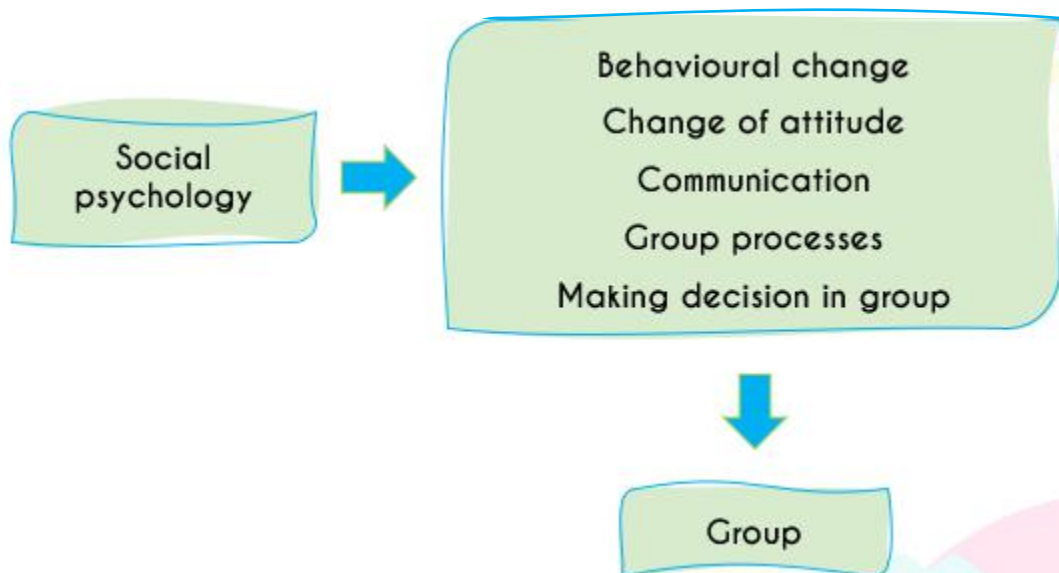 Social
psychology
Behavioural change
Change of attitude
Communication
Group processes
Making decision in group
Group